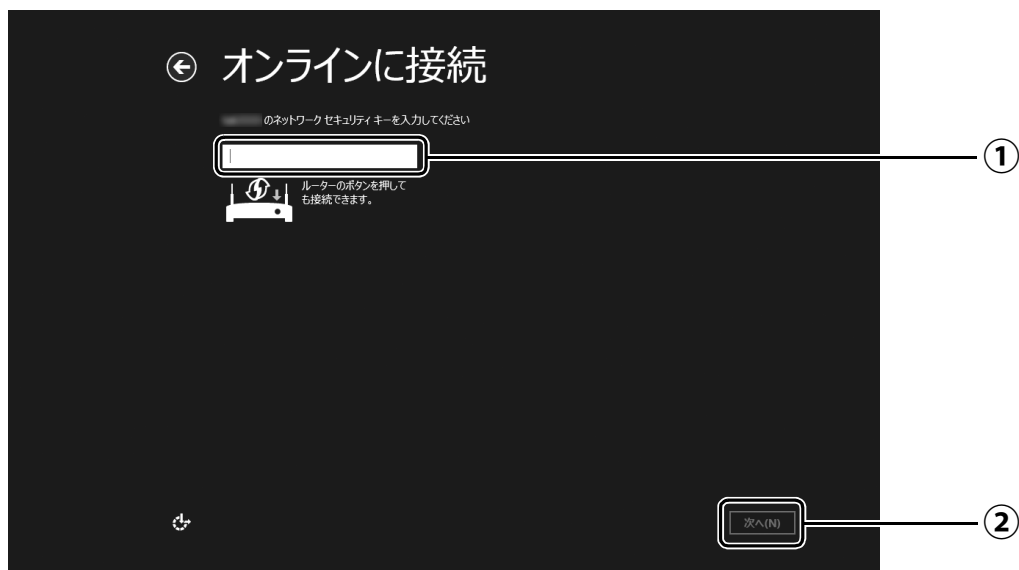 オンラインに接続
のネットワーク セキュリティ キーを入力してください
①
ルーターのボタンを押して
も接続できます。
次へ(N)
②